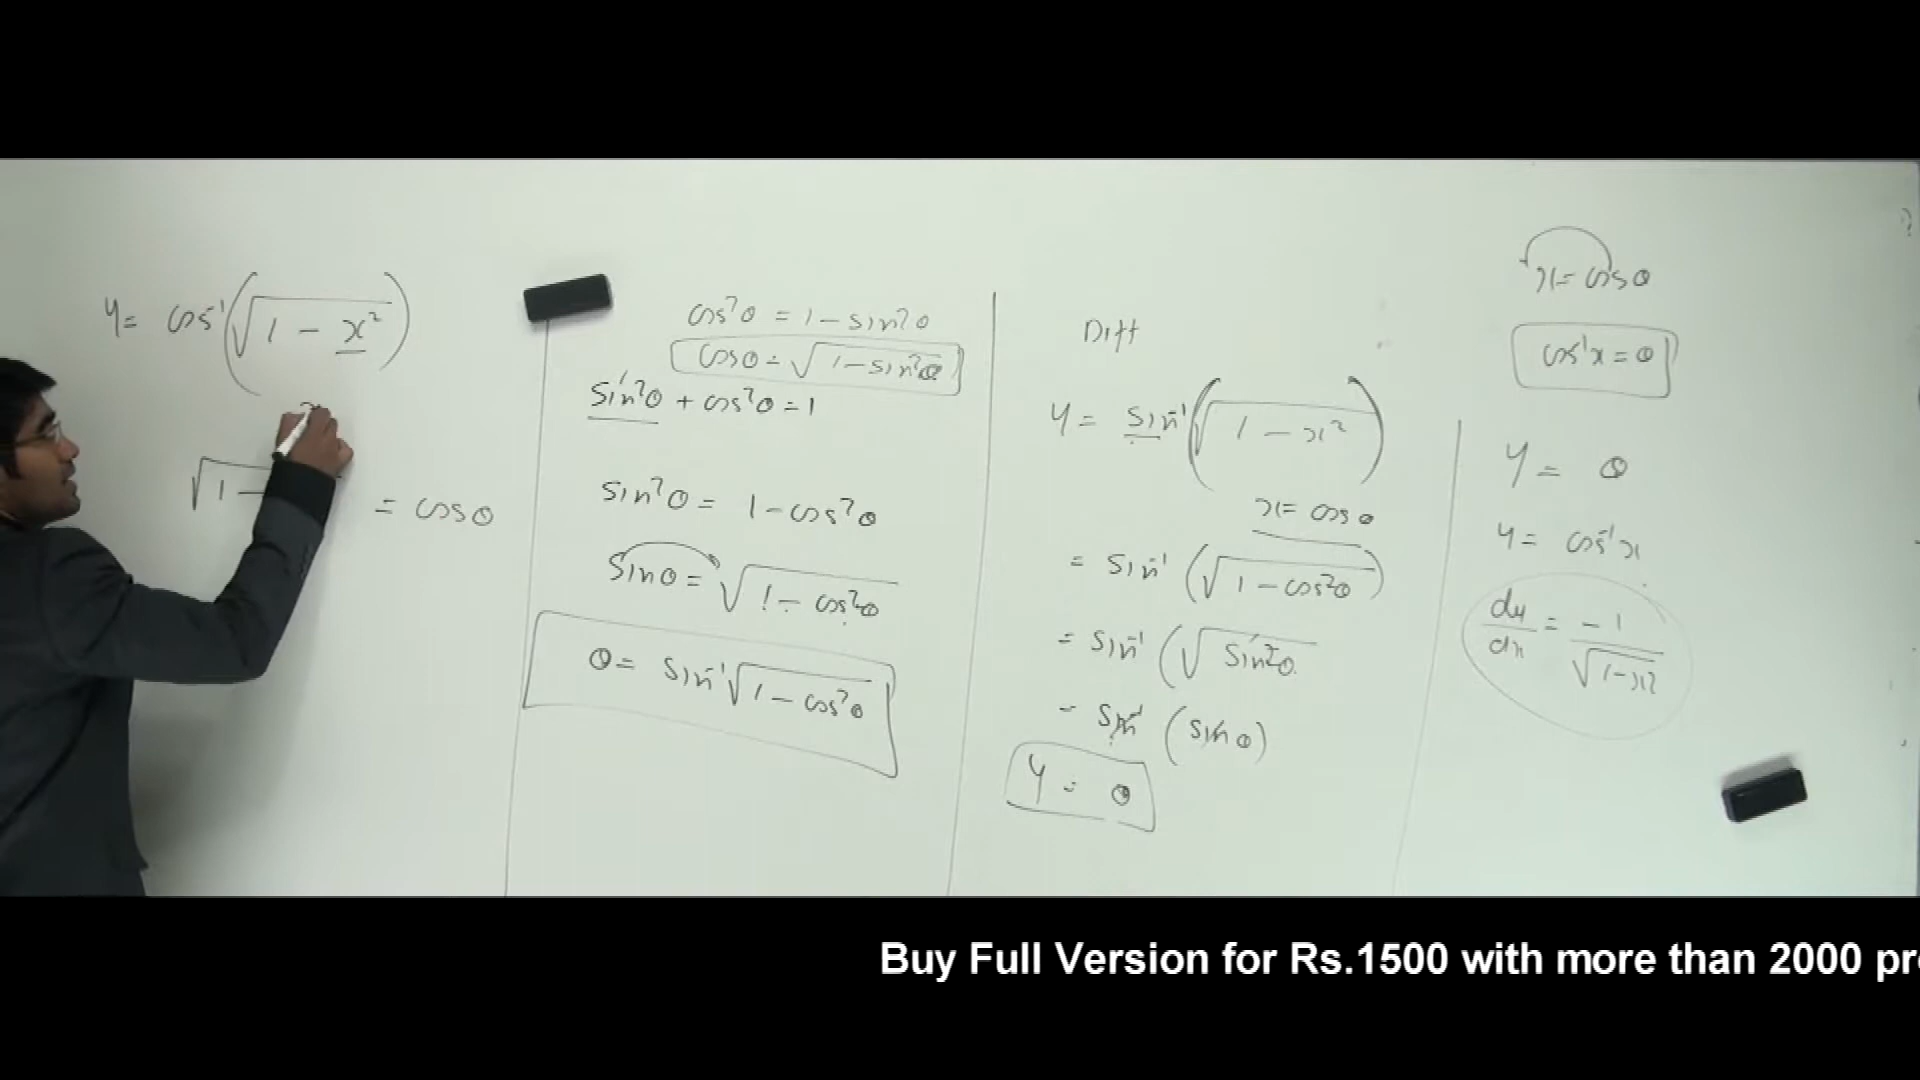 y = cos⁻¹(√(1 − x²))
√1 −
= cosθ
cos²θ = 1 − sin²θ
cosθ = √(1 − sin²θ)
sin²θ + cos²θ = 1
sin²θ = 1 − cos²θ
sinθ = √(1 − cos²θ)
θ = sin⁻¹√(1 − cos²θ)
Diff
y = sin⁻¹(√(1 − x²))
x = cosθ
= sin⁻¹(√(1 − cos²θ))
= sin⁻¹(√sin²θ
= sin⁻¹(sinθ)
y = θ
x = cosθ
cos⁻¹x = θ
y = θ
y = cos⁻¹x
dy/dx = −1/√(1−x²)
Buy Full Version for Rs.1500 with more than 2000